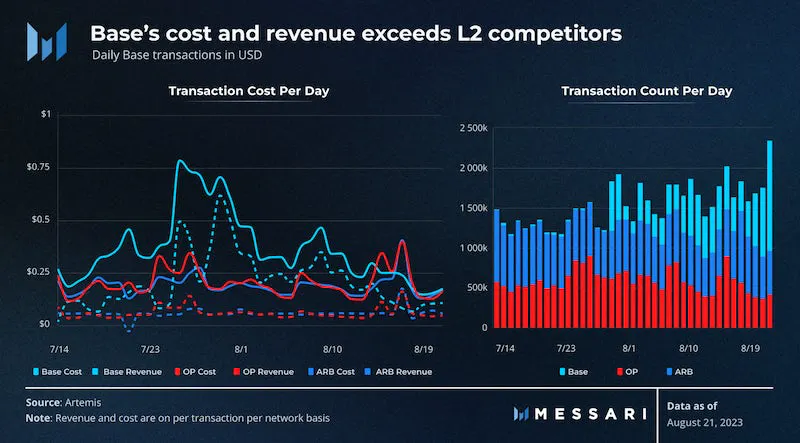 Base's cost and revenue exceeds L2 competitors
Daily Base transactions in USD
Transaction Cost Per Day
$1
$0.75
$0.5
$0.25
$0
7/14
7/23
8/1
8/10
8/19
Base Cost
Base Revenue
OP Cost
OP Revenue
ARB Cost
ARB Revenue
Transaction Count Per Day
2 500k
2 000k
1 500k
1 000k
500k
0
7/14
7/23
8/1
8/10
8/19
Base
OP
ARB
Source: Artemis
Note: Revenue and cost are on per transaction per network basis
MESSARI
Data as of
August 21, 2023